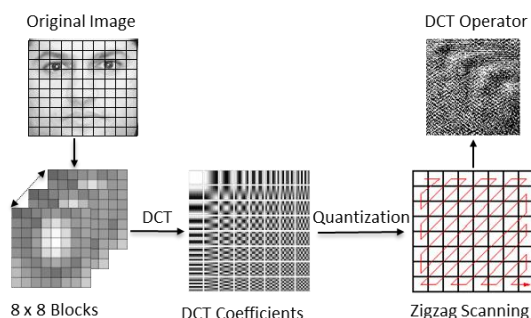 Original Image
DCT Operator
DCT
Quantization
8 x 8 Blocks
DCT Coefficients
Zigzag Scanning